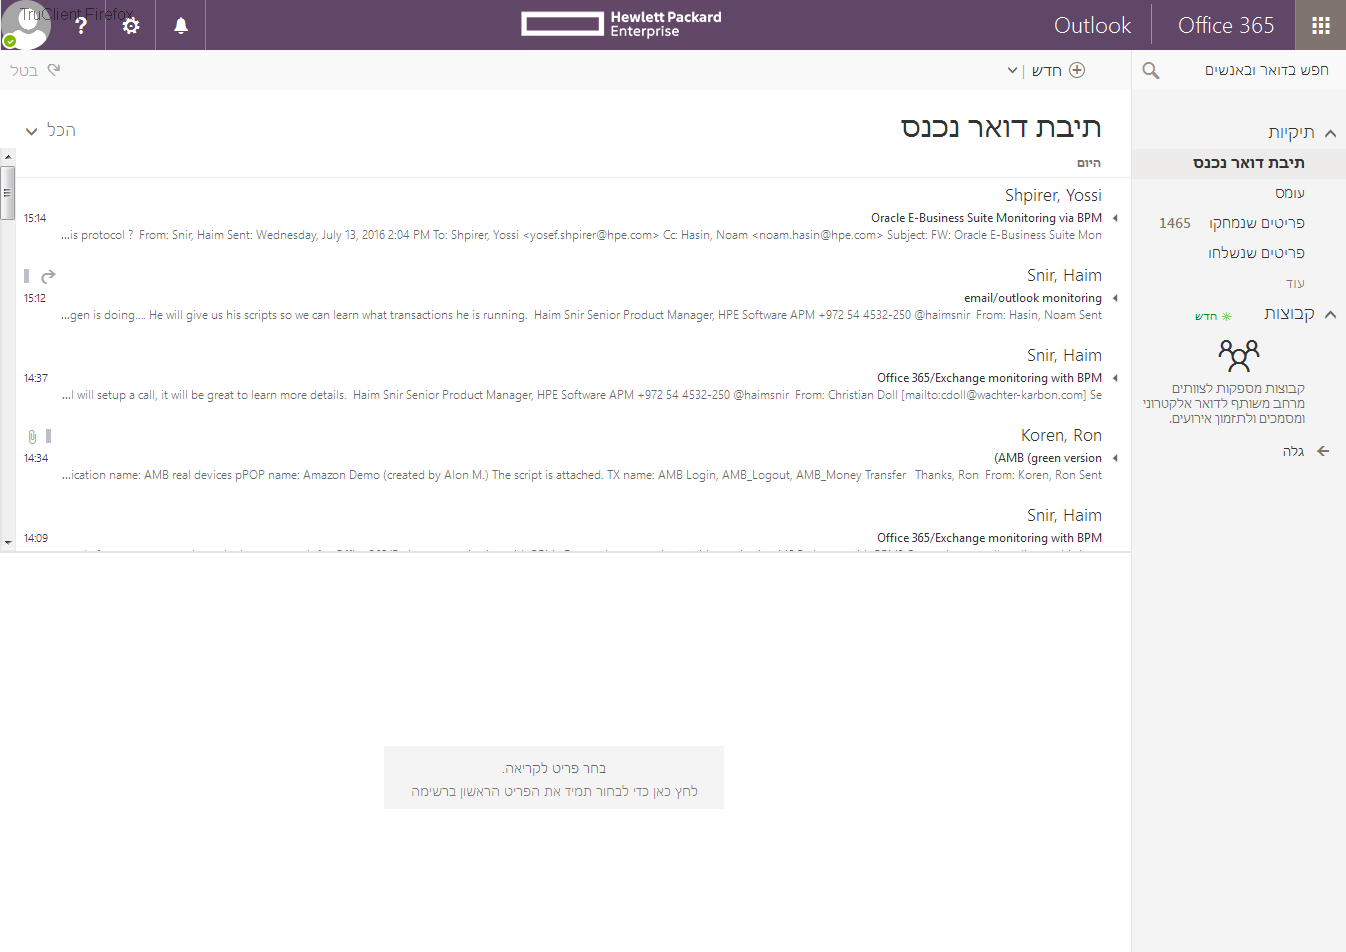 Office 365
Outlook
Hewlett Packard
Enterprise
?
TruClient Firefox
חפש בדואר ובאנשים
חדש
בטל
תיקיות
תיבת דואר נכנס
עומס
פריטים שנמחקו 1465
פריטים שנשלחו
עוד
קבוצות חדש
קבוצות מספקות לצוותים
מרחב משותף לדואר אלקטרוני
ומסמכים ולתזמון אירועים.
גלה
תיבת דואר נכנס
הכל
היום
Shpirer, Yossi
Oracle E-Business Suite Monitoring via BPM
15:14
...is protocol ? From: Snir, Haim Sent: Wednesday, July 13, 2016 2:04 PM To: Shpirer, Yossi <yosef.shpirer@hpe.com> Cc: Hasin, Noam <noam.hasin@hpe.com> Subject: FW: Oracle E-Business Suite Mon
Snir, Haim
email/outlook monitoring
15:12
...gen is doing.... He will give us his scripts so we can learn what transactions he is running. Haim Snir Senior Product Manager, HPE Software APM +972 54 4532-250 @haimsnir From: Hasin, Noam Sent
Snir, Haim
Office 365/Exchange monitoring with BPM
14:37
...I will setup a call, it will be great to learn more details. Haim Snir Senior Product Manager, HPE Software APM +972 54 4532-250 @haimsnir From: Christian Doll [mailto:cdoll@wachter-karbon.com] Se
Koren, Ron
(AMB (green version
14:34
...ication name: AMB real devices pPOP name: Amazon Demo (created by Alon M.) The script is attached. TX name: AMB Login, AMB_Logout, AMB_Money Transfer Thanks, Ron From: Koren, Ron Sent
Snir, Haim
Office 365/Exchange monitoring with BPM
14:09
בחר פריט לקריאה.
לחץ כאן כדי לבחור תמיד את הפריט הראשון ברשימה